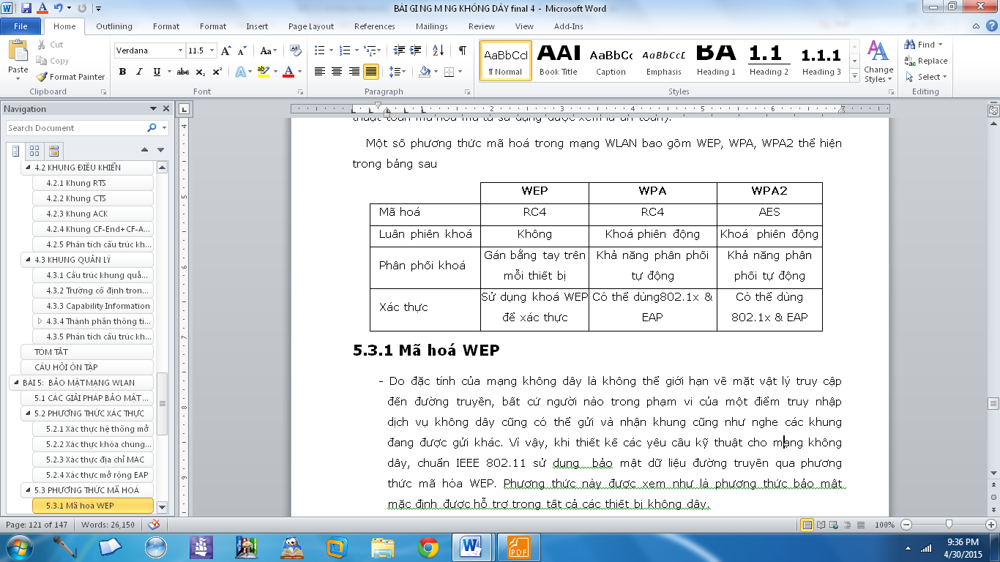 BÀI GI NG M NG KHÔNG DÂY final 4 - Microsoft Word
File Home Outlining Format Format Insert Page Layout References Mailings Review View Add-Ins
Paste
Cut
Copy
Format Painter
Clipboard
Verdana 11.5
B I U abc x₂ x²
Font
Paragraph
AaBbCcI AAI AaBbCc AaBbCcD BA 1.1 1.1.1
¶ Normal Book Title Caption Emphasis Heading 1 Heading 2 Heading 3
Change Styles
Styles
Find
Replace
Select
Editing
Navigation
Search Document
4.2 KHUNG ĐIỀU KHIỂN
4.2.1 Khung RTS
4.2.2 Khung CTS
4.2.3 Khung ACK
4.2.4 Khung CF-End+CF-A...
4.2.5 Phân tích cấu trúc kh...
4.3 KHUNG QUẢN LÝ
4.3.1 Cấu trúc khung quả...
4.3.2 Trường cố định tron...
4.3.3 Capability Information
4.3.4 Thành phần thông ti...
4.3.5 Phân tích cấu trúc kh...
TÓM TẮT
CÂU HỎI ÔN TẬP
BÀI 5: BẢO MẬT MẠNG WLAN
5.1 CÁC GIẢI PHÁP BẢO MẬT ...
5.2 PHƯƠNG THỨC XÁC THỰC
5.2.1 Xác thực hệ thống mở
5.2.2 Xác thực khóa chung...
5.2.3 Xác thực địa chỉ MAC
5.2.4 Xác thực mở rộng EAP
5.3 PHƯƠNG THỨC MÃ HOÁ
5.3.1 Mã hoá WEP
Một số phương thức mã hoá trong mạng WLAN bao gồm WEP, WPA, WPA2 thể hiện
trong bảng sau
WEP WPA WPA2
Mã hoá RC4 RC4 AES
Luân phiên khoá Không Khoá phiên động Khoá phiên động
Phân phối khoá Gán bằng tay trên mỗi thiết bị Khả năng phân phối tự động Khả năng phân phối tự động
Xác thực Sử dụng khoá WEP để xác thực Có thể dùng802.1x & EAP Có thể dùng 802.1x & EAP
5.3.1 Mã hoá WEP
- Do đặc tính của mạng không dây là không thể giới hạn về mặt vật lý truy cập
đến đường truyền, bất cứ người nào trong phạm vi của một điểm truy nhập
dịch vụ không dây cũng có thể gửi và nhận khung cũng như nghe các khung
đang được gửi khác. Vì vậy, khi thiết kế các yêu cầu kỹ thuật cho mạng không
dây, chuẩn IEEE 802.11 sử dụng bảo mật dữ liệu đường truyền qua phương
thức mã hóa WEP. Phương thức này được xem như là phương thức bảo mật
mặc định được hỗ trợ trong tất cả các thiết bị không dây.
Page: 121 of 147 Words: 26,150 100%
PDF
9:36 PM
4/30/2015